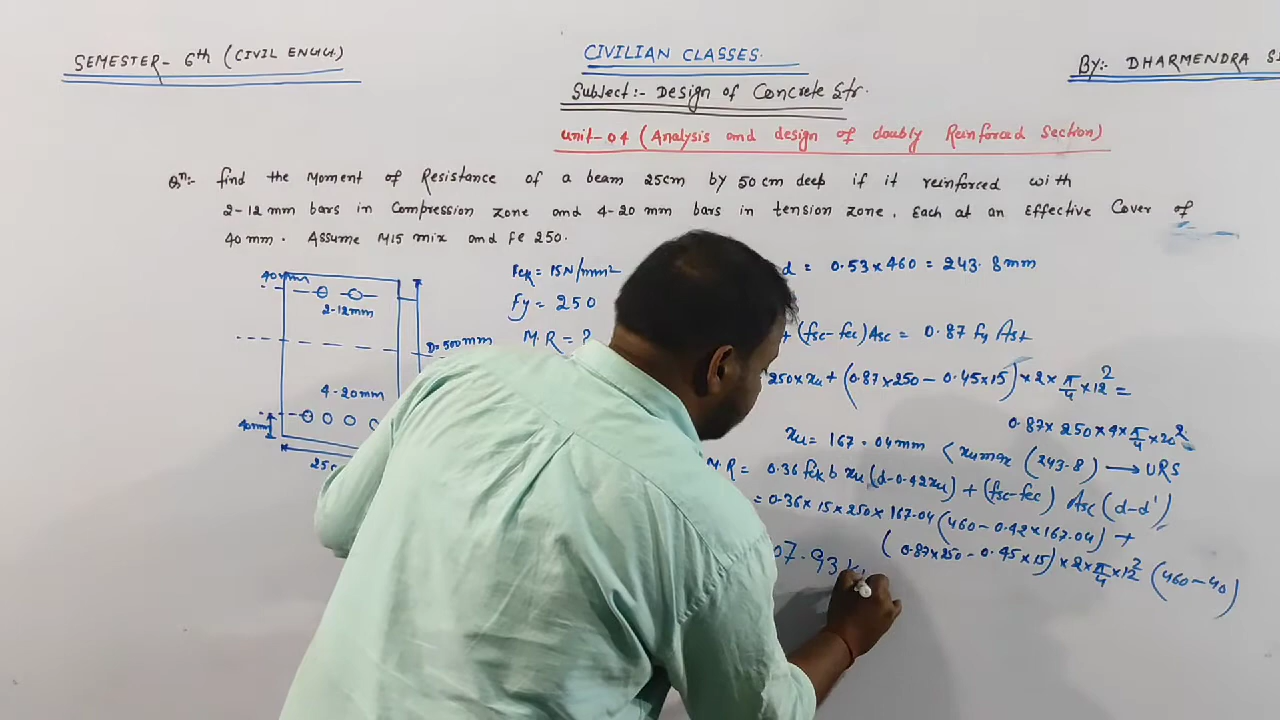 SEMESTER- 6th (CIVIL ENGG.)
CIVILIAN CLASSES.
By:- DHARMENDRA
Subject:- Design of Concrete Str.
Unit-04 (Analysis and design of doubly Reinforced Section)
Qn:- find the Moment of Resistance of a beam 25cm by 50 cm deep if it reinforced with
2-12 mm bars in Compression zone and 4-20 mm bars in tension zone. Each at an Effective Cover of
40 mm. Assume M15 mix and fe 250.
40mm
2-12mm
D=500mm
4-20mm
40mm
fck = 15N/mm²
fy = 250
M.R = ?
d = 0.53×460 = 243.8mm
+ (fsc-fcc) Asc = 0.87 fy Ast
250×xu + (0.87×250 - 0.45×15) × 2 × π/4 × 12² =
0.87× 250×4×π/4×20²
xu = 167.04mm < xumax (243.8) → URS
M.R = 0.36 fck b xu (d-0.42xu) + (fsc-fcc) Asc (d-d')
= 0.36×15×250×167.04 (460-0.42×167.04) +
(0.87×250 - 0.45×15) × 2×π/4×12² (460-40)
07.93